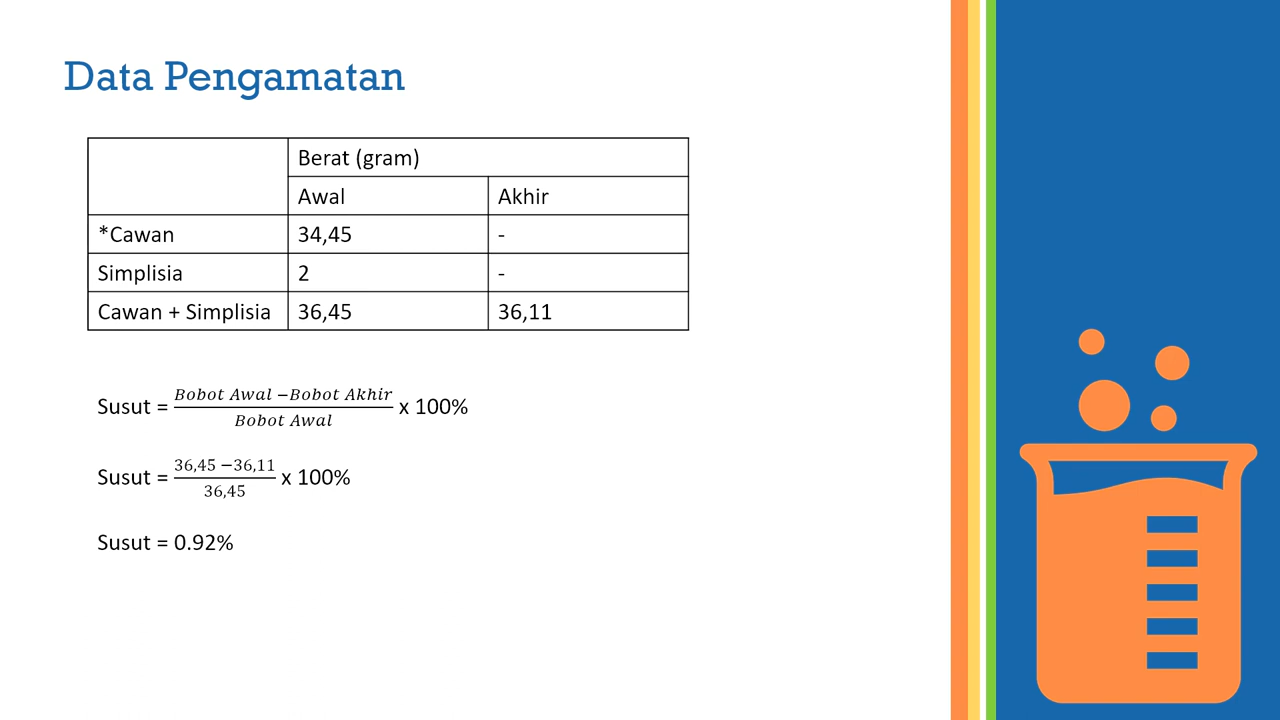 Data Pengamatan
Berat (gram)
Awal Akhir
*Cawan 34,45 -
Simplisia 2 -
Cawan + Simplisia 36,45 36,11
Susut = Bobot Awal −Bobot Akhir / Bobot Awal x 100%
Susut = 36,45 −36,11 / 36,45 x 100%
Susut = 0.92%